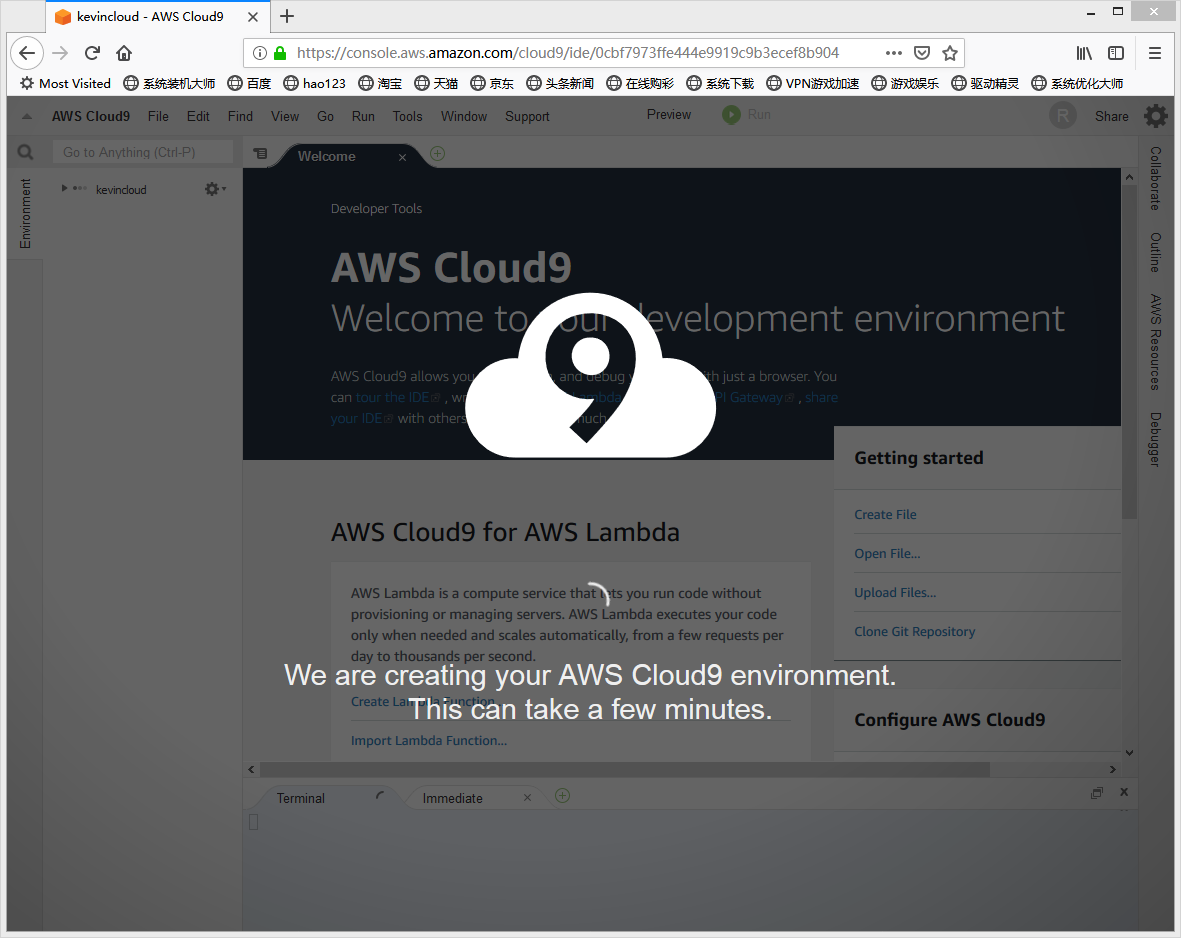 kevincloud - AWS Cloud9
https://console.aws.amazon.com/cloud9/ide/0cbf7973ffe444e9919c9b3ecef8b904
Most Visited 系统装机大师 百度 hao123 淘宝 天猫 京东 头条新闻 在线购彩 系统下载 VPN游戏加速 游戏娱乐 驱动精灵 系统优化大师
AWS Cloud9 File Edit Find View Go Run Tools Window Support Preview Run R Share
Go to Anything (Ctrl-P)
Welcome
Environment
kevincloud
Collaborate
Outline
AWS Resources
Debugger
Developer Tools
AWS Cloud9
Welcome to your development environment
AWS Cloud9 allows you and debug with just a browser. You
can tour the IDE, Lambda API Gateway, share
your IDE with others much
9
Getting started
Create File
Open File...
Upload Files...
Clone Git Repository
Configure AWS Cloud9
AWS Cloud9 for AWS Lambda
AWS Lambda is a compute service that lets you run code without
provisioning or managing servers. AWS Lambda executes your code
only when needed and scales automatically, from a few requests per
day to thousands per second.
We are creating your AWS Cloud9 environment.
Create Lambda Function...
This can take a few minutes.
Import Lambda Function...
Terminal Immediate